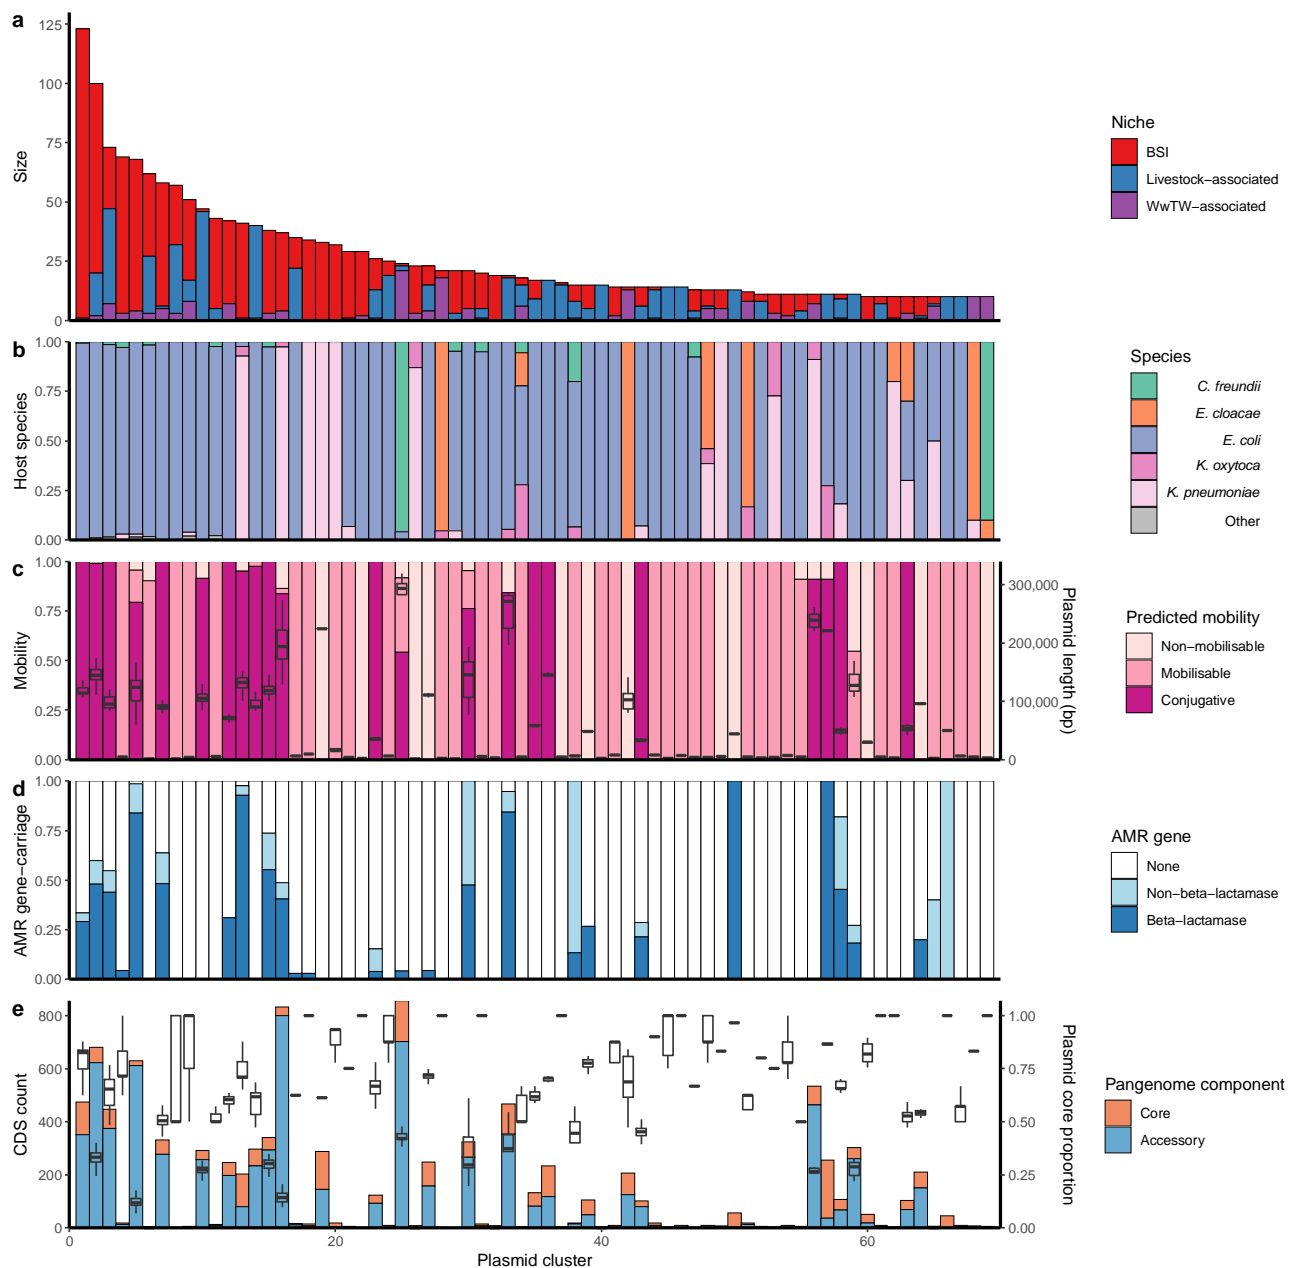 a
125
100
75
50
25
0
Size
Niche
BSI
Livestock−associated
WwTW−associated
b
1.00
0.75
0.50
0.25
0.00
Host species
Species
C. freundii
E. cloacae
E. coli
K. oxytoca
K. pneumoniae
Other
c
1.00
0.75
0.50
0.25
0.00
Mobility
300,000
200,000
100,000
0
Plasmid length (bp)
Predicted mobility
Non−mobilisable
Mobilisable
Conjugative
d
1.00
0.75
0.50
0.25
0.00
AMR gene−carriage
AMR gene
None
Non−beta−lactamase
Beta−lactamase
e
800
600
400
200
0
CDS count
1.00
0.75
0.50
0.25
0.00
Plasmid core proportion
Pangenome component
Core
Accessory
0
20
40
60
Plasmid cluster